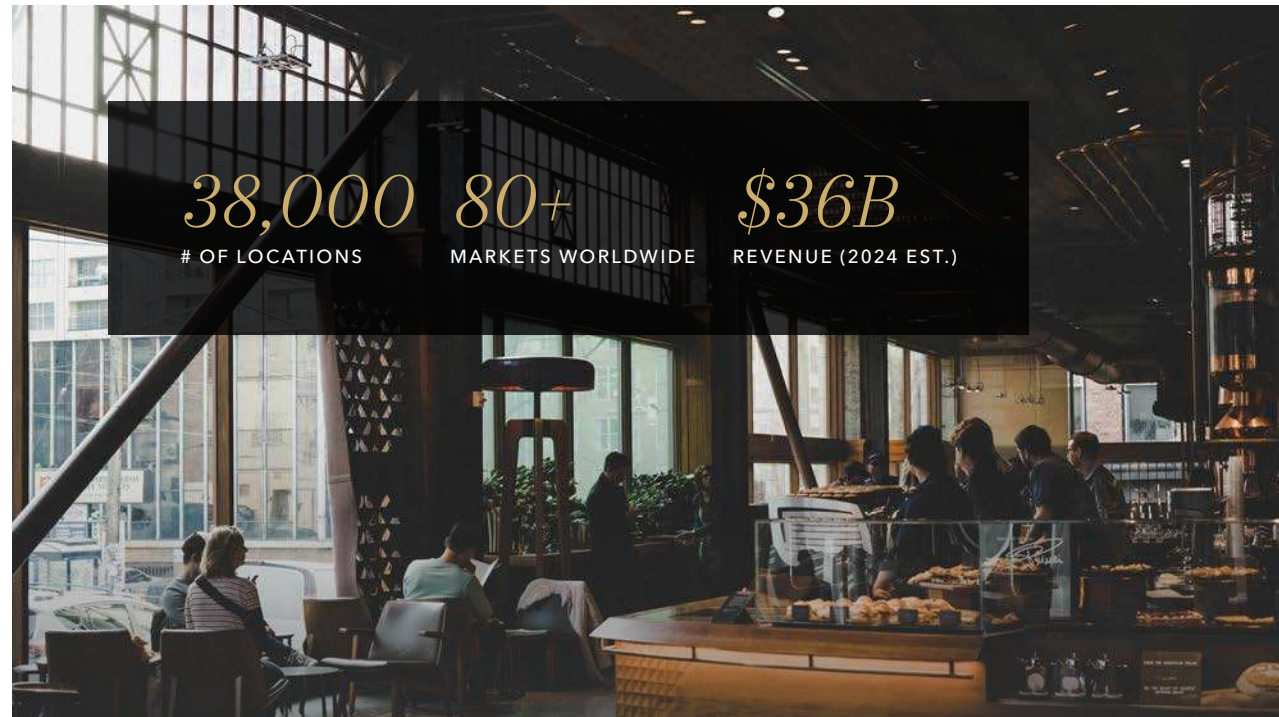 38,000 80+ $36B
# OF LOCATIONS MARKETS WORLDWIDE REVENUE (2024 EST.)